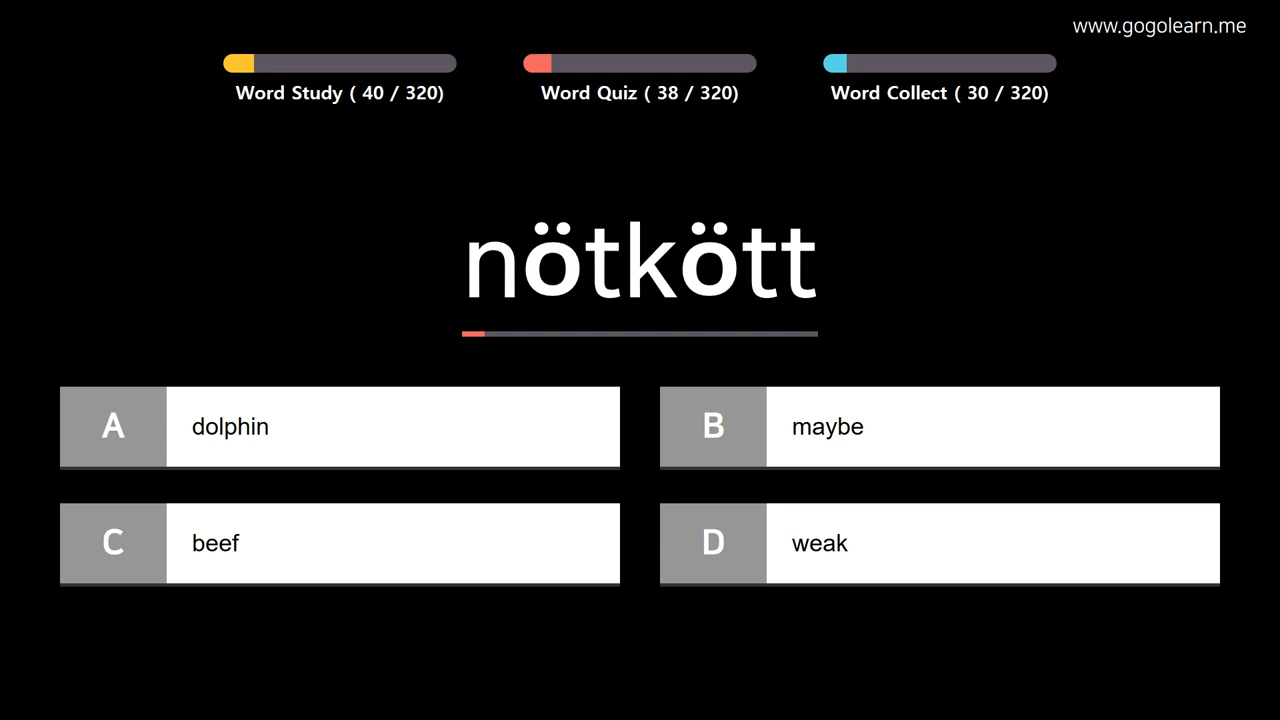 www.gogolearn.me
Word Study ( 40 / 320)
Word Quiz ( 38 / 320)
Word Collect ( 30 / 320)
nötkött
A dolphin
B maybe
C beef
D weak